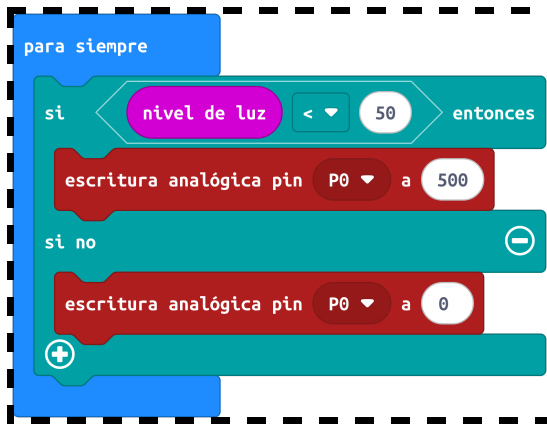 para siempre
si nivel de luz < 50 entonces
escritura analógica pin P0 a 500
si no
escritura analógica pin P0 a 0